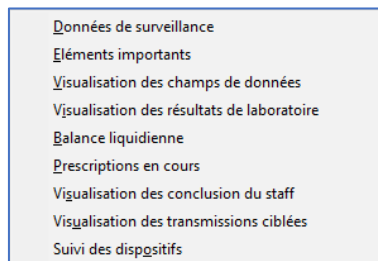 Données de surveillance
Eléments importants
Visualisation des champs de données
Visualisation des résultats de laboratoire
Balance liquidienne
Prescriptions en cours
Visualisation des conclusion du staff
Visualisation des transmissions ciblées
Suivi des dispositifs